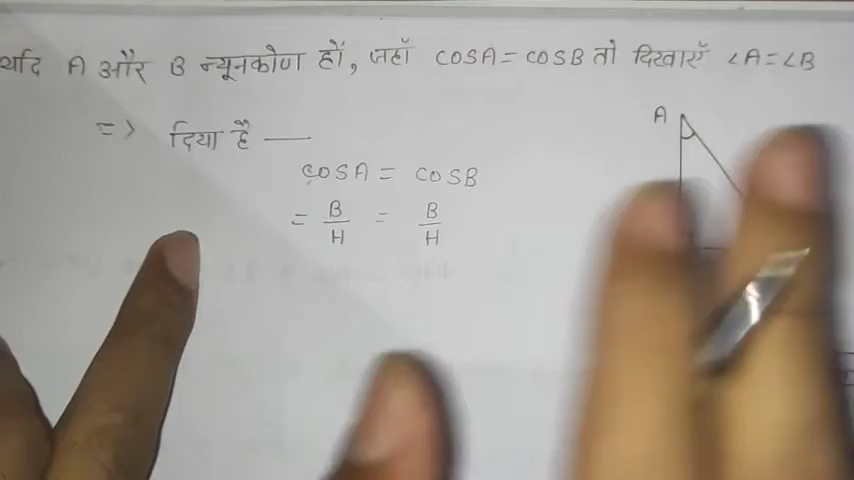 यदि A और B न्यूनकोण हों, जहाँ COSA = COSB तो दिखाएँ ∠A = ∠B
=> दिया है —
A
COSA = COSB
= B/H = B/H